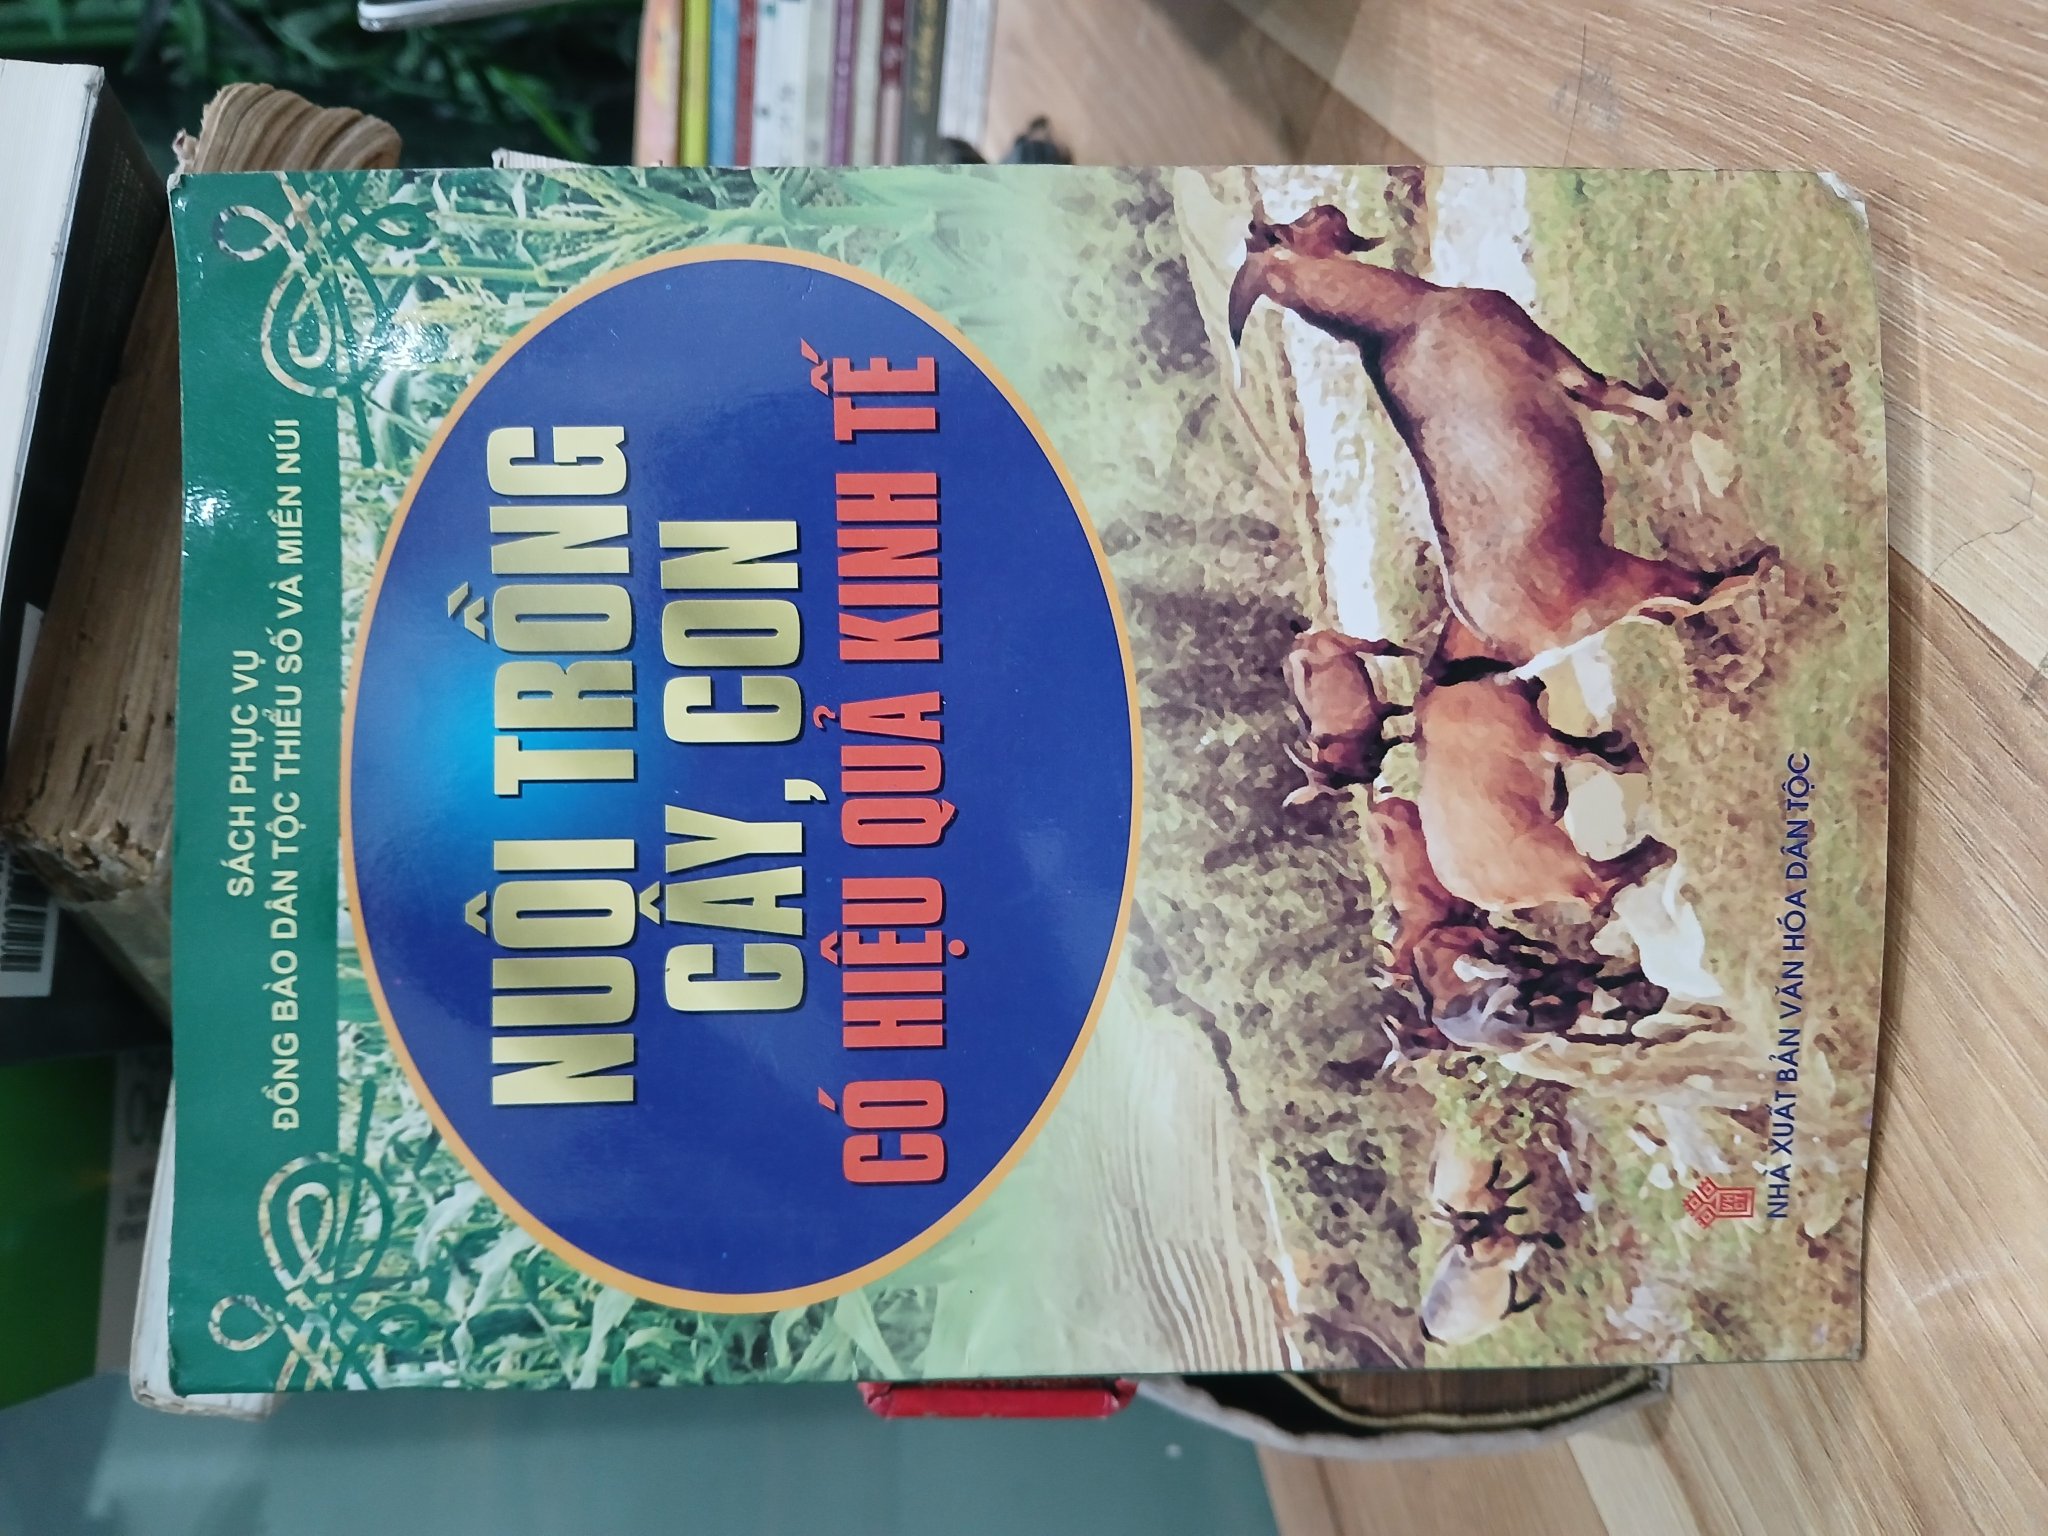 SÁCH PHỤC VỤ
ĐỒNG BÀO DÂN TỘC THIỂU SỐ VÀ MIỀN NÚI
NUÔI TRỒNG
CÂY, CON
CÓ HIỆU QUẢ KINH TẾ
NHÀ XUẤT BẢN VĂN HÓA DÂN TỘC